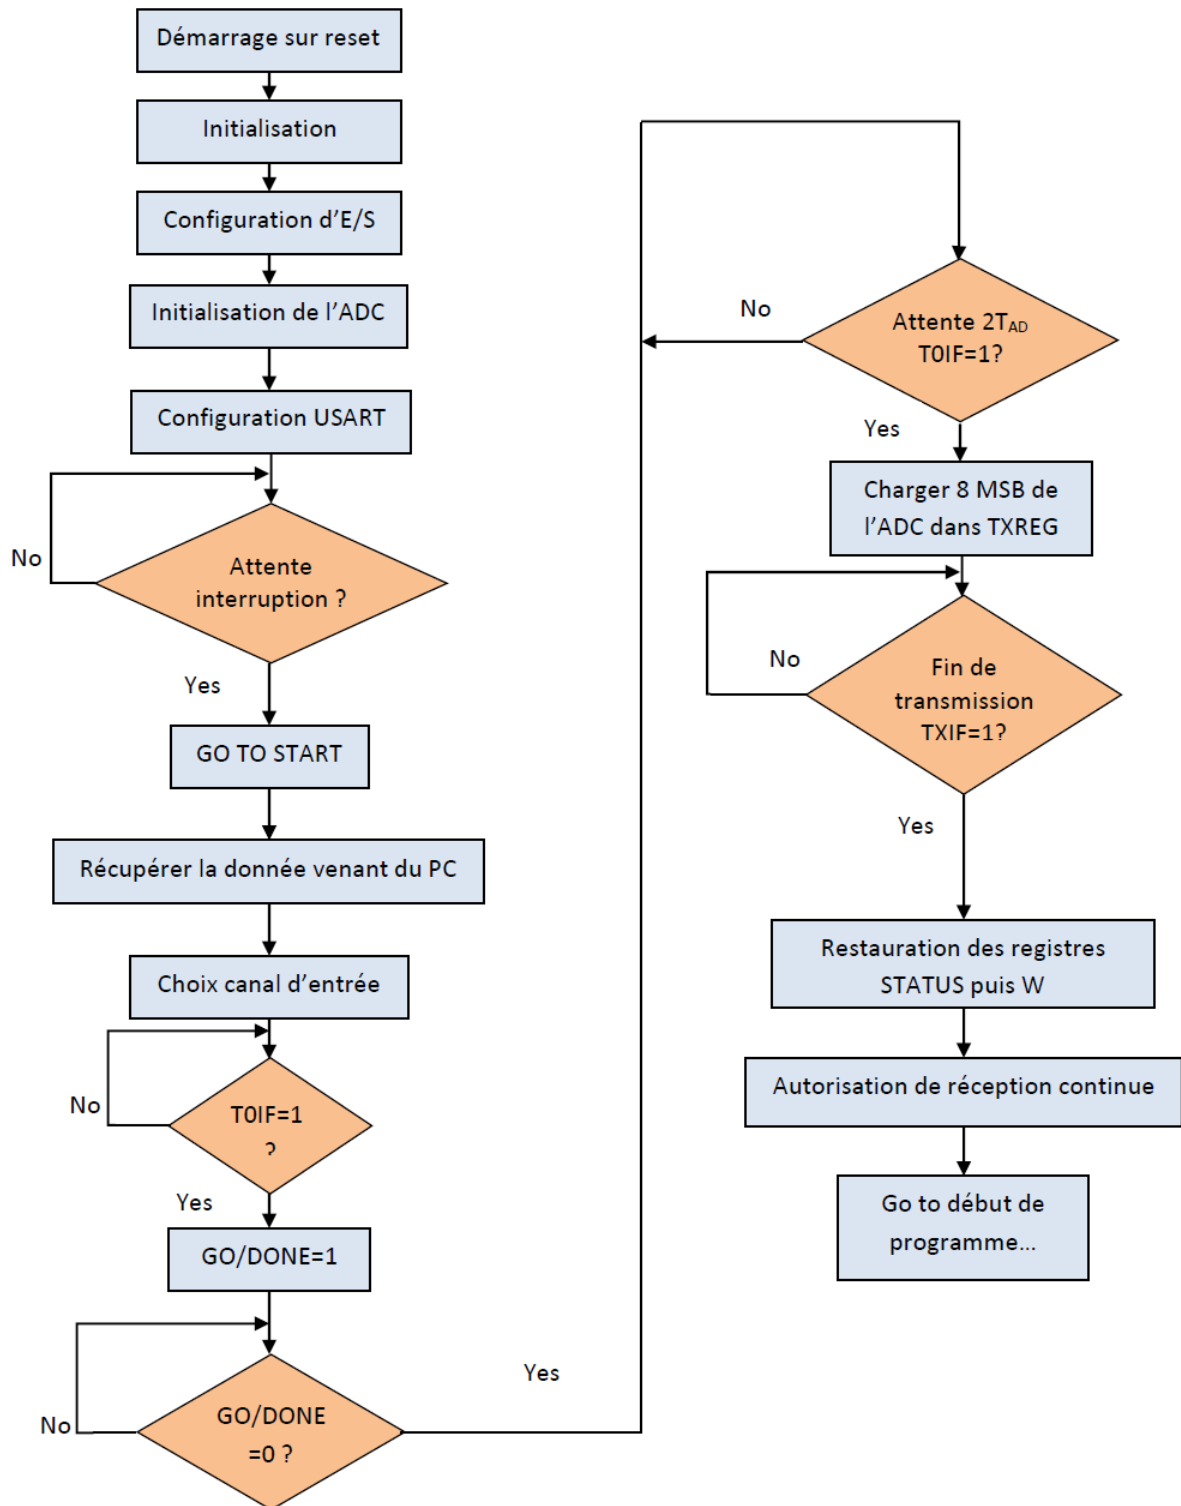 Démarrage sur reset
Initialisation
Configuration d'E/S
Initialisation de l'ADC
Configuration USART
No
Attente
interruption ?
Yes
GO TO START
Récupérer la donnée venant du PC
Choix canal d'entrée
No
T0IF=1
?
Yes
GO/DONE=1
No
GO/DONE
=0 ?
Yes
No
Attente 2TAD
T0IF=1?
Yes
Charger 8 MSB de
l'ADC dans TXREG
No
Fin de
transmission
TXIF=1?
Yes
Restauration des registres
STATUS puis W
Autorisation de réception continue
Go to début de
programme…